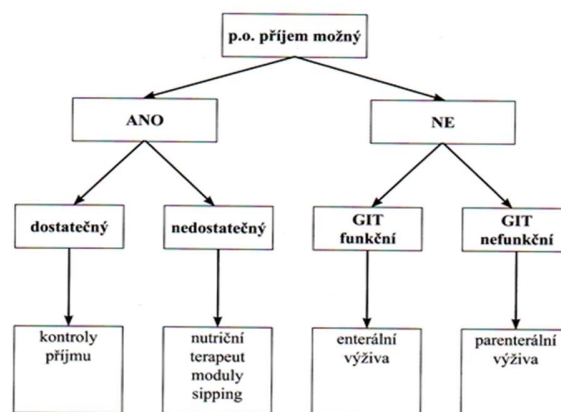 p.o. příjem možný
ANO
NE
dostatečný
nedostatečný
GIT
funkční
GIT
nefunkční
kontroly
příjmu
nutriční
terapeut
moduly
sipping
enterální
výživa
parenterální
výživa